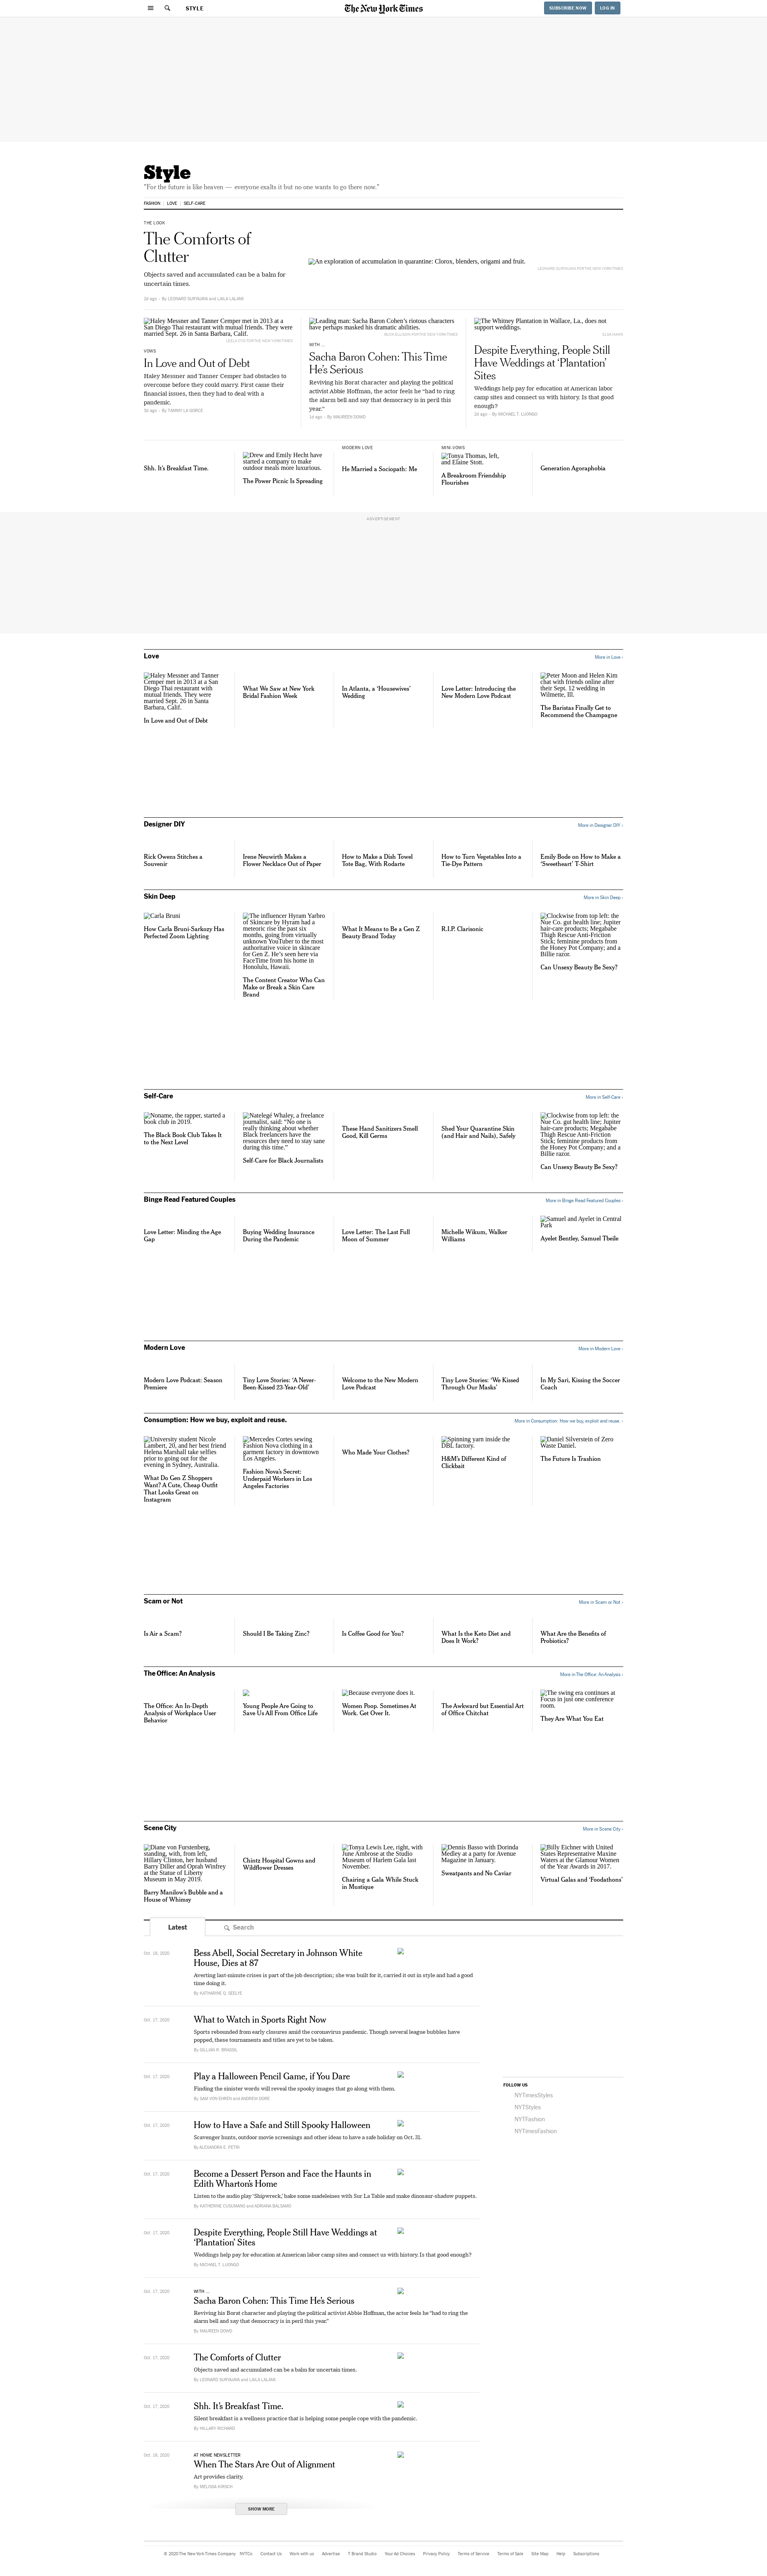 STYLE
The New York Times
SUBSCRIBE NOW
LOG IN
Style
"For the future is like heaven — everyone exalts it but no one wants to go there now."
FASHION
LOVE
SELF-CARE
THE LOOK
The Comforts of
Clutter
Objects saved and accumulated can be a balm for
uncertain times.
2d ago
By LEONARD SURYAJAYA and LAILA LALAMI
An exploration of accumulation in quarantine: Clorox, blenders, origami and fruit.
LEONARD SURYAJAYA FOR THE NEW YORK TIMES
Haley Messner and Tanner Cemper met in 2013 at a
San Diego Thai restaurant with mutual friends. They were
married Sept. 26 in Santa Barbara, Calif.
VOWS
In Love and Out of Debt
Haley Messner and Tanner Cemper had obstacles to
overcome before they could marry. First came their
financial issues, then they had to deal with a
pandemic.
3d ago
By TAMMY LA GORCE
Leading man: Sacha Baron Cohen's riotous characters
have perhaps masked his dramatic abilities.
WITH ...
Sacha Baron Cohen: This Time
He's Serious
Reviving his Borat character and playing the political
activist Abbie Hoffman, the actor feels he "had to ring
the alarm bell and say that democracy is in peril this
year."
1d ago
By MAUREEN DOWD
The Whitney Plantation in Wallace, La., does not
support weddings.
Despite Everything, People Still
Have Weddings at 'Plantation'
Sites
Weddings help pay for education at American labor
camp sites and connect us with history. Is that good
enough?
2d ago
By MICHAEL T. LUONGO
Shh. It's Breakfast Time.
Drew and Emily Hecht have
started a company to make
outdoor meals more luxurious.
The Power Picnic Is Spreading
MODERN LOVE
He Married a Sociopath: Me
MINI-VOWS
Tonya Thomas, left,
and Elaine Stott.
A Breakroom Friendship
Flourishes
Generation Agoraphobia
ADVERTISEMENT
Love
More in Love ›
Haley Messner and Tanner
Cemper met in 2013 at a San
Diego Thai restaurant with
mutual friends. They were
married Sept. 26 in Santa
Barbara, Calif.
In Love and Out of Debt
What We Saw at New York
Bridal Fashion Week
In Atlanta, a 'Housewives'
Wedding
Love Letter: Introducing the
New Modern Love Podcast
Peter Moon and Helen Kim
chat with friends online after
their Sept. 12 wedding in
Wilmette, Ill.
The Baristas Finally Get to
Recommend the Champagne
Designer DIY
More in Designer DIY ›
Rick Owens Stitches a
Souvenir
Irene Neuwirth Makes a
Flower Necklace Out of Paper
How to Make a Dish Towel
Tote Bag, With Rodarte
How to Turn Vegetables Into a
Tie-Dye Pattern
Emily Bode on How to Make a
'Sweetheart' T-Shirt
Skin Deep
More in Skin Deep ›
Carla Bruni
How Carla Bruni-Sarkozy Has
Perfected Zoom Lighting
The influencer Hyram Yarbro
of Skincare by Hyram had a
meteoric rise the past six
months, going from virtually
unknown YouTuber to the most
authoritative voice in skincare
for Gen Z. He's seen here via
FaceTime from his home in
Honolulu, Hawaii.
The Content Creator Who Can
Make or Break a Skin Care
Brand
What It Means to Be a Gen Z
Beauty Brand Today
R.I.P. Clarisonic
Clockwise from top left: the
Nue Co. gut health line; Jupiter
hair-care products; Megababe
Thigh Rescue Anti-Friction
Stick; feminine products from
the Honey Pot Company; and a
Billie razor.
Can Unsexy Beauty Be Sexy?
Self-Care
More in Self-Care ›
Noname, the rapper, started a
book club in 2019.
The Black Book Club Takes It
to the Next Level
Natelegé Whaley, a freelance
journalist, said: "No one is
really thinking about whether
Black freelancers have the
resources they need to stay sane
during this time."
Self-Care for Black Journalists
These Hand Sanitizers Smell
Good, Kill Germs
Shed Your Quarantine Skin
(and Hair and Nails), Safely
Clockwise from top left: the
Nue Co. gut health line; Jupiter
hair-care products; Megababe
Thigh Rescue Anti-Friction
Stick; feminine products from
the Honey Pot Company; and a
Billie razor.
Can Unsexy Beauty Be Sexy?
Binge Read Featured Couples
More in Binge Read Featured Couples ›
Love Letter: Minding the Age
Gap
Buying Wedding Insurance
During the Pandemic
Love Letter: The Last Full
Moon of Summer
Michelle Wikum, Walker
Williams
Samuel and Ayelet in Central
Park
Ayelet Bentley, Samuel Tbeile
Modern Love
More in Modern Love ›
Modern Love Podcast: Season
Premiere
Tiny Love Stories: 'A Never-
Been-Kissed 23-Year-Old'
Welcome to the New Modern
Love Podcast
Tiny Love Stories: 'We Kissed
Through Our Masks'
In My Sari, Kissing the Soccer
Coach
Consumption: How we buy, exploit and reuse.
More in Consumption: How we buy, exploit and reuse. ›
University student Nicole
Lambert, 20, and her best friend
Helena Marshall take selfies
prior to going out for the
evening in Sydney, Australia.
What Do Gen Z Shoppers
Want? A Cute, Cheap Outfit
That Looks Great on
Instagram
Mercedes Cortes sewing
Fashion Nova clothing in a
garment factory in downtown
Los Angeles.
Fashion Nova's Secret:
Underpaid Workers in Los
Angeles Factories
Who Made Your Clothes?
Spinning yarn inside the
DBL factory.
H&M's Different Kind of
Clickbait
Daniel Silverstein of Zero
Waste Daniel.
The Future Is Trashion
Scam or Not
More in Scam or Not ›
Is Air a Scam?
Should I Be Taking Zinc?
Is Coffee Good for You?
What Is the Keto Diet and
Does It Work?
What Are the Benefits of
Probiotics?
The Office: An Analysis
More in The Office: An Analysis ›
The Office: An In-Depth
Analysis of Workplace User
Behavior
Young People Are Going to
Save Us All From Office Life
Because everyone does it.
Women Poop. Sometimes At
Work. Get Over It.
The Awkward but Essential Art
of Office Chitchat
The swing era continues at
Focus in just one conference
room.
They Are What You Eat
Scene City
More in Scene City ›
Diane von Furstenberg,
standing, with, from left,
Hillary Clinton, her husband
Barry Diller and Oprah Winfrey
at the Statue of Liberty
Museum in May 2019.
Barry Manilow's Bubble and a
House of Whimsy
Chintz Hospital Gowns and
Wildflower Dresses
Tonya Lewis Lee, right, with
June Ambrose at the Studio
Museum of Harlem Gala last
November.
Chairing a Gala While Stuck
in Mustique
Dennis Basso with Dorinda
Medley at a party for Avenue
Magazine in January.
Sweatpants and No Caviar
Billy Eichner with United
States Representative Maxine
Waters at the Glamour Women
of the Year Awards in 2017.
Virtual Galas and 'Foodathons'
Latest
Search
Oct. 18, 2020
Bess Abell, Social Secretary in Johnson White
House, Dies at 87
Averting last-minute crises is part of the job description; she was built for it, carried it out in style and had a good
time doing it.
By KATHARINE Q. SEELYE
Oct. 17, 2020
What to Watch in Sports Right Now
Sports rebounded from early closures amid the coronavirus pandemic. Though several league bubbles have
popped, these tournaments and titles are yet to be taken.
By GILLIAN R. BRASSIL
Oct. 17, 2020
Play a Halloween Pencil Game, if You Dare
Finding the sinister words will reveal the spooky images that go along with them.
By SAM VON EHREN and ANDREW DORE
Oct. 17, 2020
How to Have a Safe and Still Spooky Halloween
Scavenger hunts, outdoor movie screenings and other ideas to have a safe holiday on Oct. 31.
By ALEXANDRA E. PETRI
Oct. 17, 2020
Become a Dessert Person and Face the Haunts in
Edith Wharton's Home
Listen to the audio play 'Shipwreck,' bake some madeleines with Sur La Table and make dinosaur-shadow puppets.
By KATHERINE CUSUMANO and ADRIANA BALSAMO
Oct. 17, 2020
Despite Everything, People Still Have Weddings at
'Plantation' Sites
Weddings help pay for education at American labor camp sites and connect us with history. Is that good enough?
By MICHAEL T. LUONGO
Oct. 17, 2020
WITH ...
Sacha Baron Cohen: This Time He's Serious
Reviving his Borat character and playing the political activist Abbie Hoffman, the actor feels he "had to ring the
alarm bell and say that democracy is in peril this year."
By MAUREEN DOWD
Oct. 17, 2020
The Comforts of Clutter
Objects saved and accumulated can be a balm for uncertain times.
By LEONARD SURYAJAYA and LAILA LALAMI
Oct. 17, 2020
Shh. It's Breakfast Time.
Silent breakfast is a wellness practice that is helping some people cope with the pandemic.
By HILLARY RICHARD
Oct. 16, 2020
AT HOME NEWSLETTER
When The Stars Are Out of Alignment
Art provides clarity.
By MELISSA KIRSCH
SHOW MORE
FOLLOW US
NYTimesStyles
NYTStyles
NYTFashion
NYTimesFashion
© 2020 The New York Times Company
NYTCo
Contact Us
Work with us
Advertise
T Brand Studio
Your Ad Choices
Privacy Policy
Terms of Service
Terms of Sale
Site Map
Help
Subscriptions